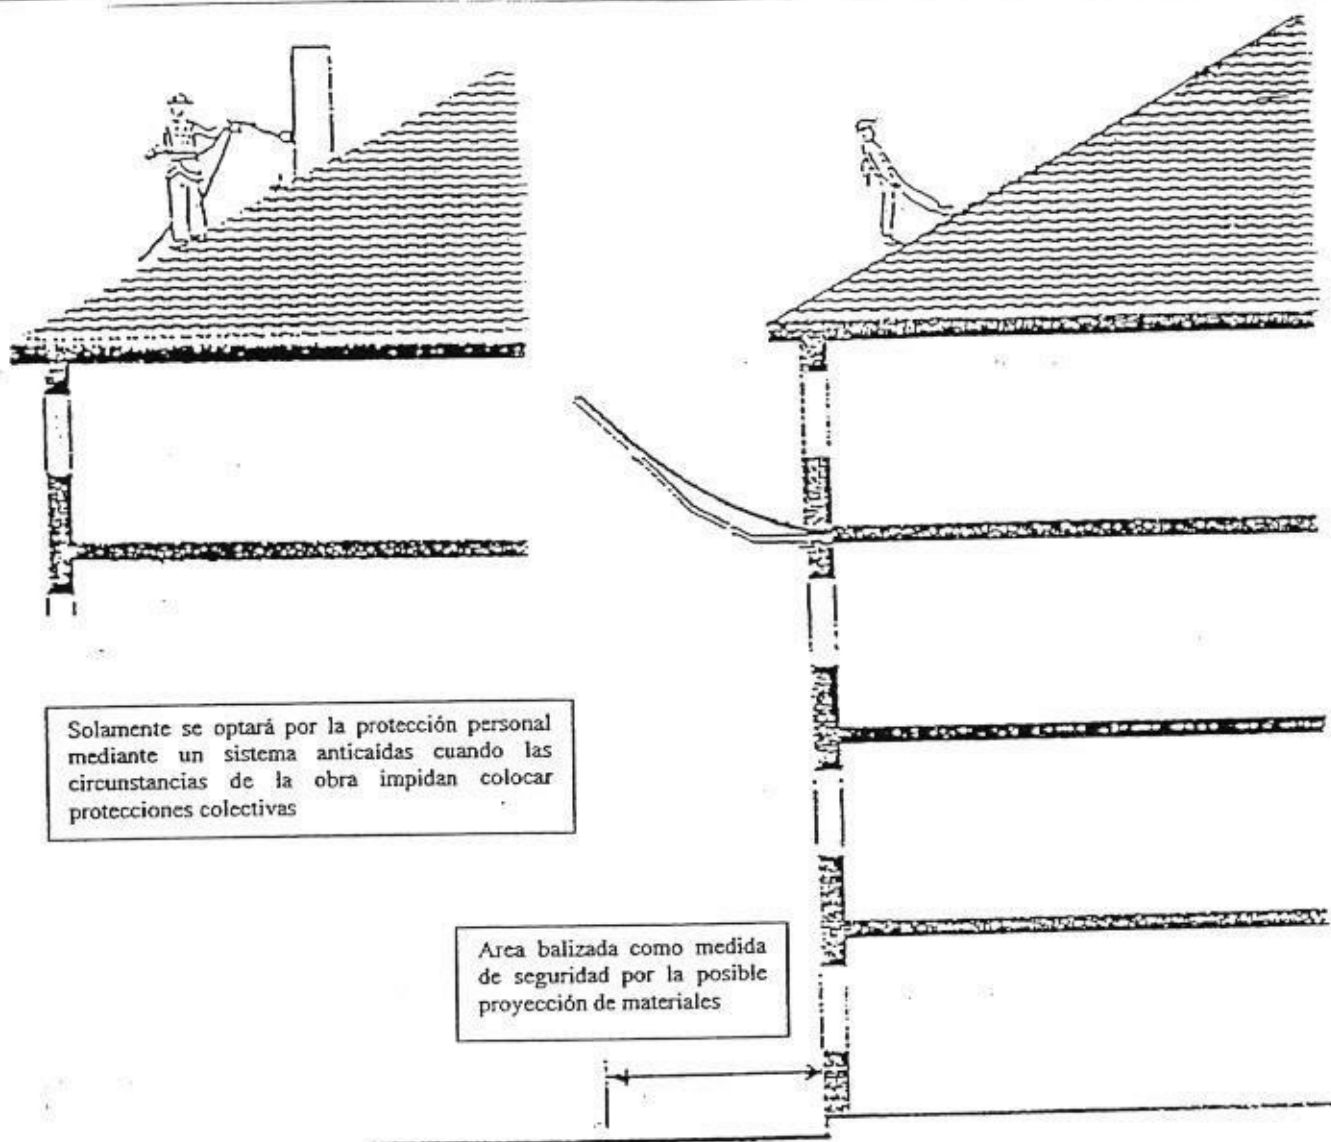 Solamente se optará por la protección personal
mediante un sistema anticaidas cuando las
circunstancias de la obra impidan colocar
protecciones colectivas
Area balizada como medida
de seguridad por la posible
proyección de materiales